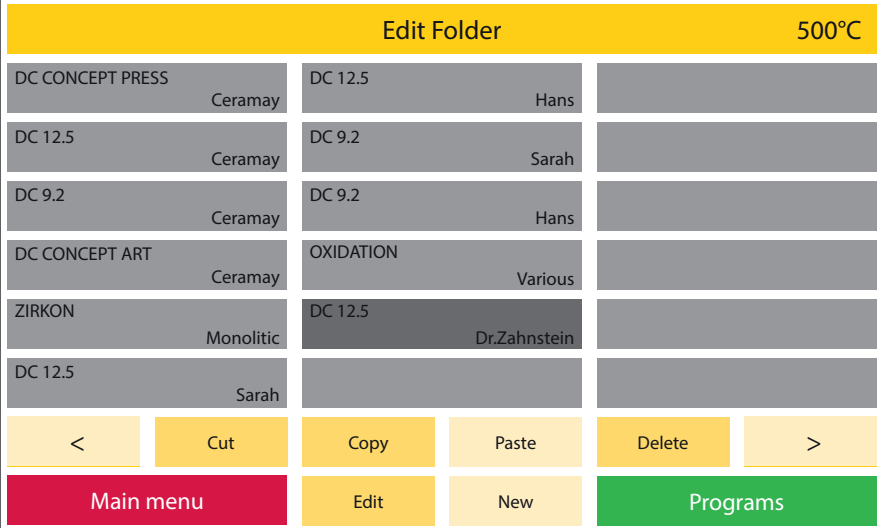 Edit Folder 500°C
DC CONCEPT PRESS
Ceramay
DC 12.5
Hans
DC 12.5
Ceramay
DC 9.2
Sarah
DC 9.2
Ceramay
DC 9.2
Hans
DC CONCEPT ART
Ceramay
OXIDATION
Various
ZIRKON
Monolitic
DC 12.5
Dr.Zahnstein
DC 12.5
Sarah
< Cut Copy Paste Delete >
Main menu Edit New Programs